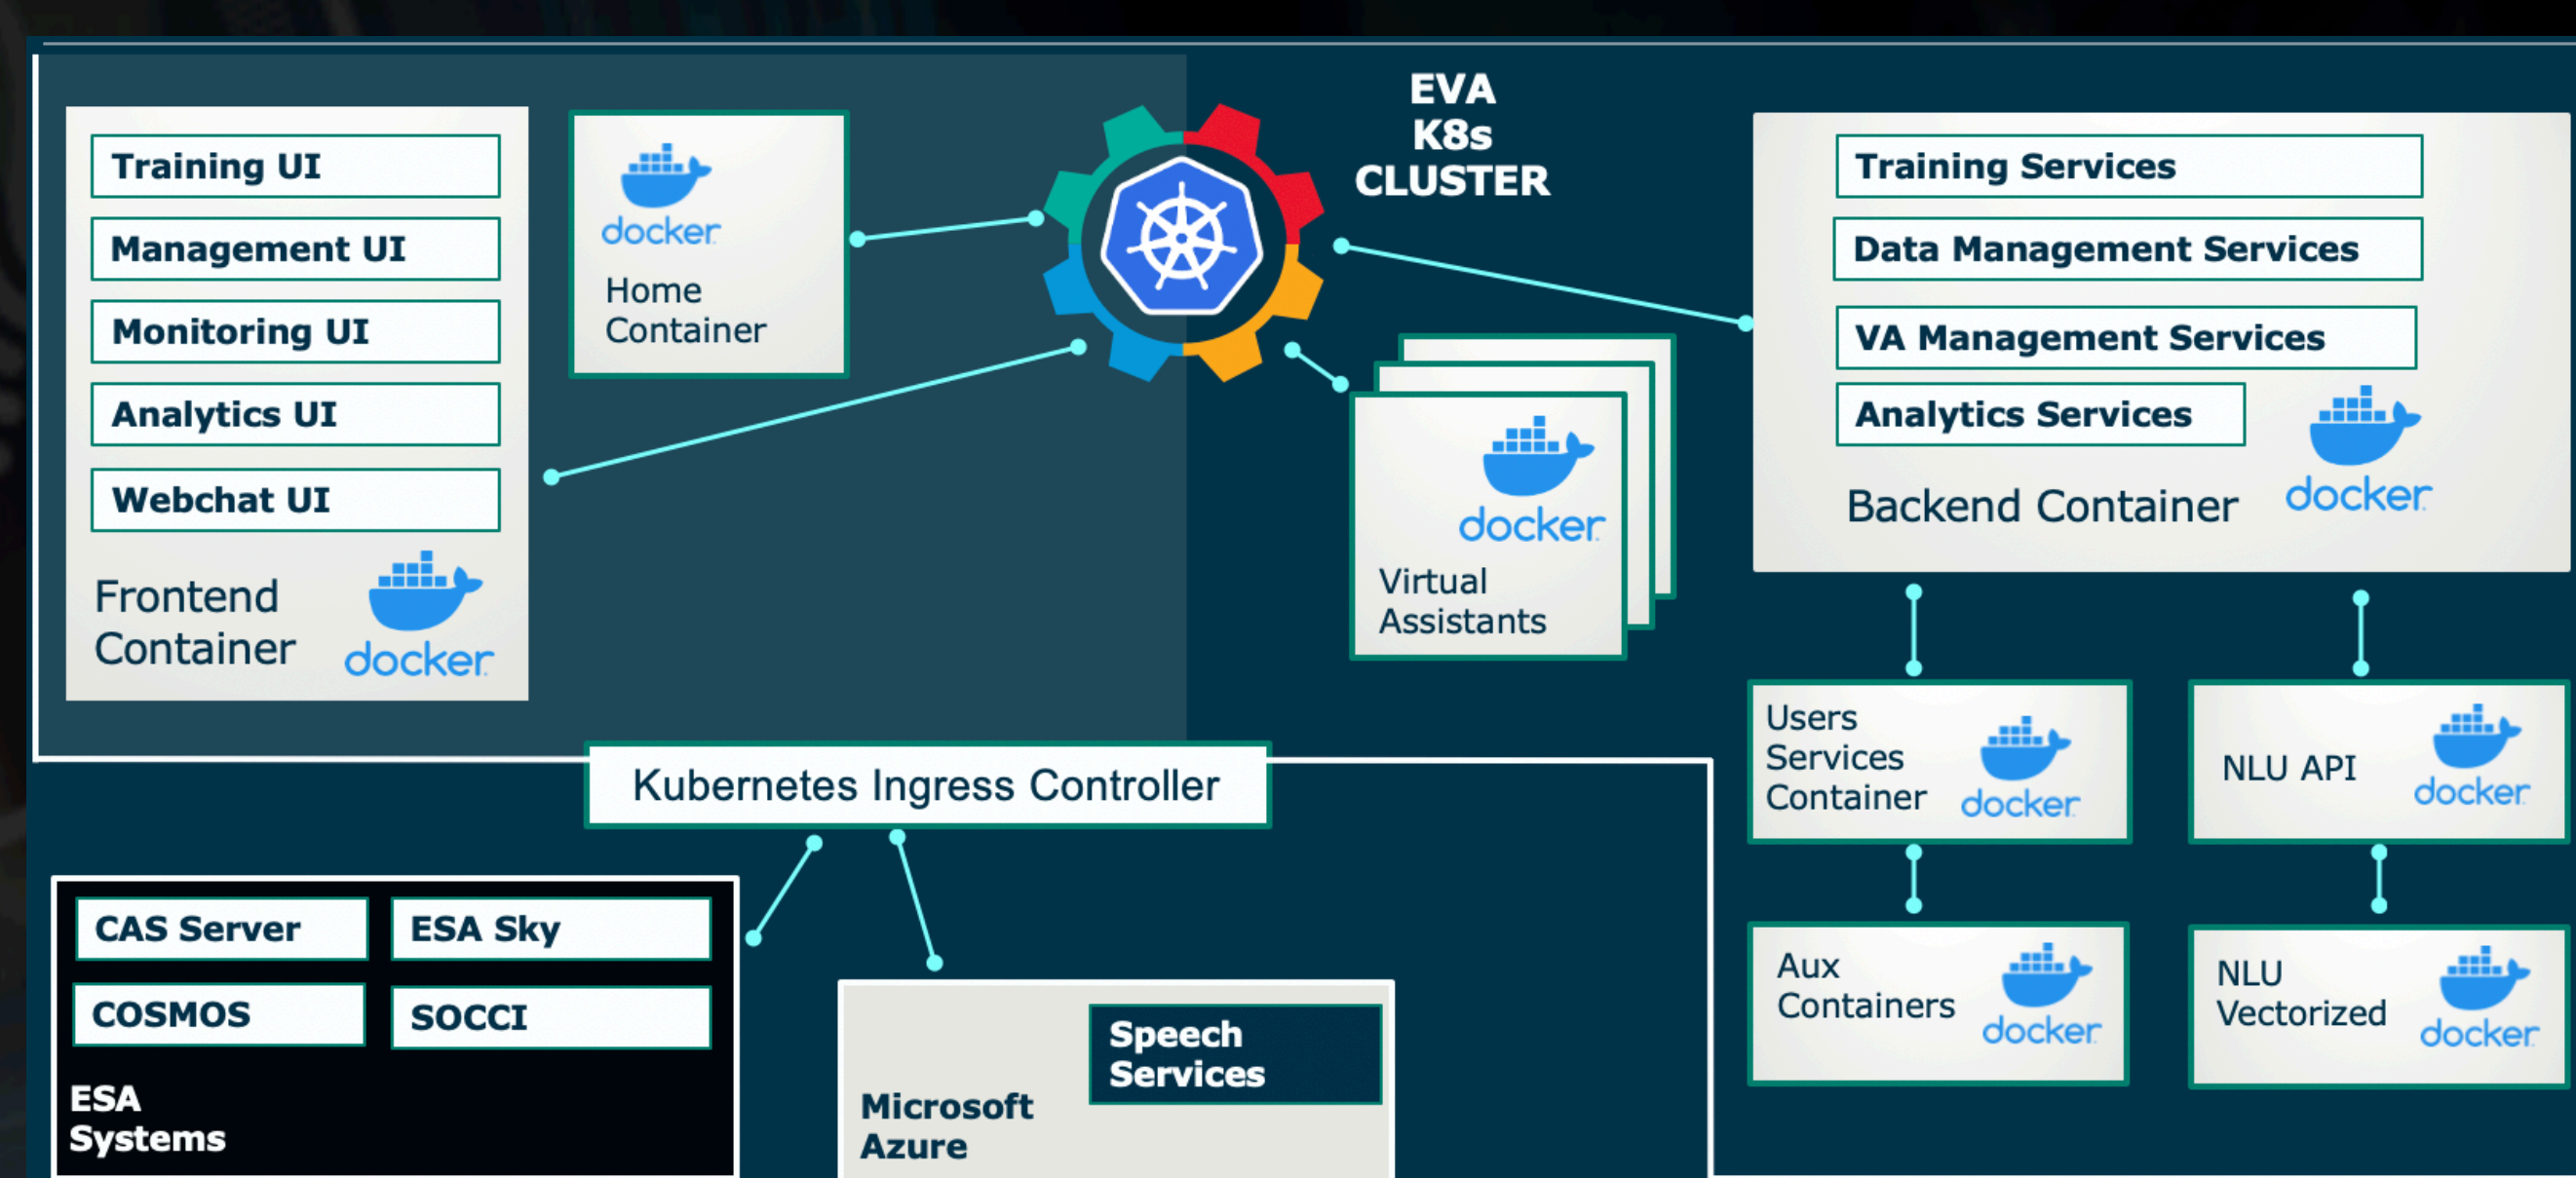 Training UI
Management UI
Monitoring UI
Analytics UI
Webchat UI
Frontend
Container
docker
docker
Home
Container
EVA
K8s
CLUSTER
docker
Virtual
Assistants
Training Services
Data Management Services
VA Management Services
Analytics Services
Backend Container
docker
Users
Services
Container
docker
NLU API
docker
Aux
Containers
docker
NLU
Vectorized
docker
Kubernetes Ingress Controller
CAS Server
ESA Sky
COSMOS
SOCCI
ESA
Systems
Speech
Services
Microsoft
Azure